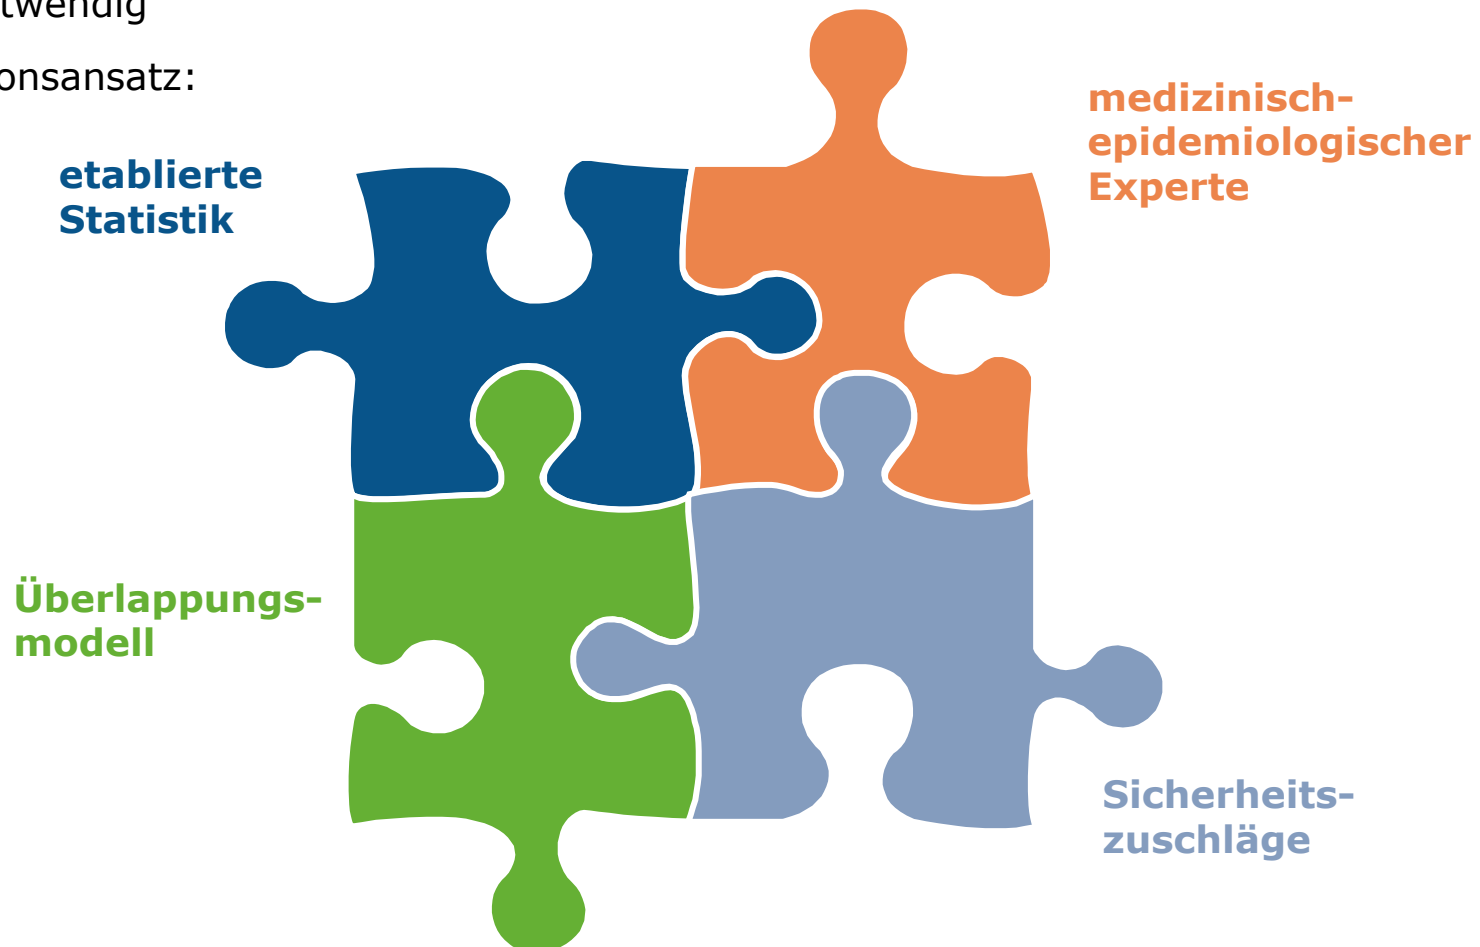 twendig
onsansatz:
etablierte
Statistik
medizinisch-
epidemiologischer
Experte
Überlappungs-
modell
Sicherheits-
zuschläge